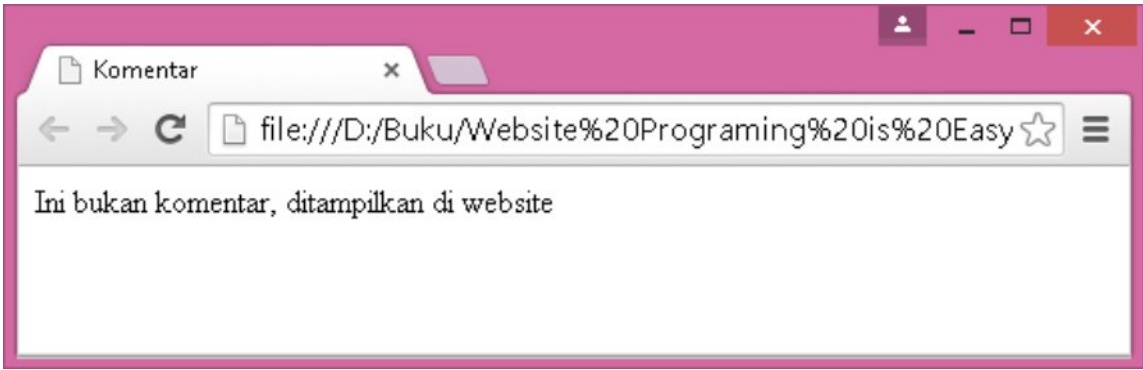 Komentar
file:///D:/Buku/Website%20Programing%20is%20Easy
Ini bukan komentar, ditampilkan di website